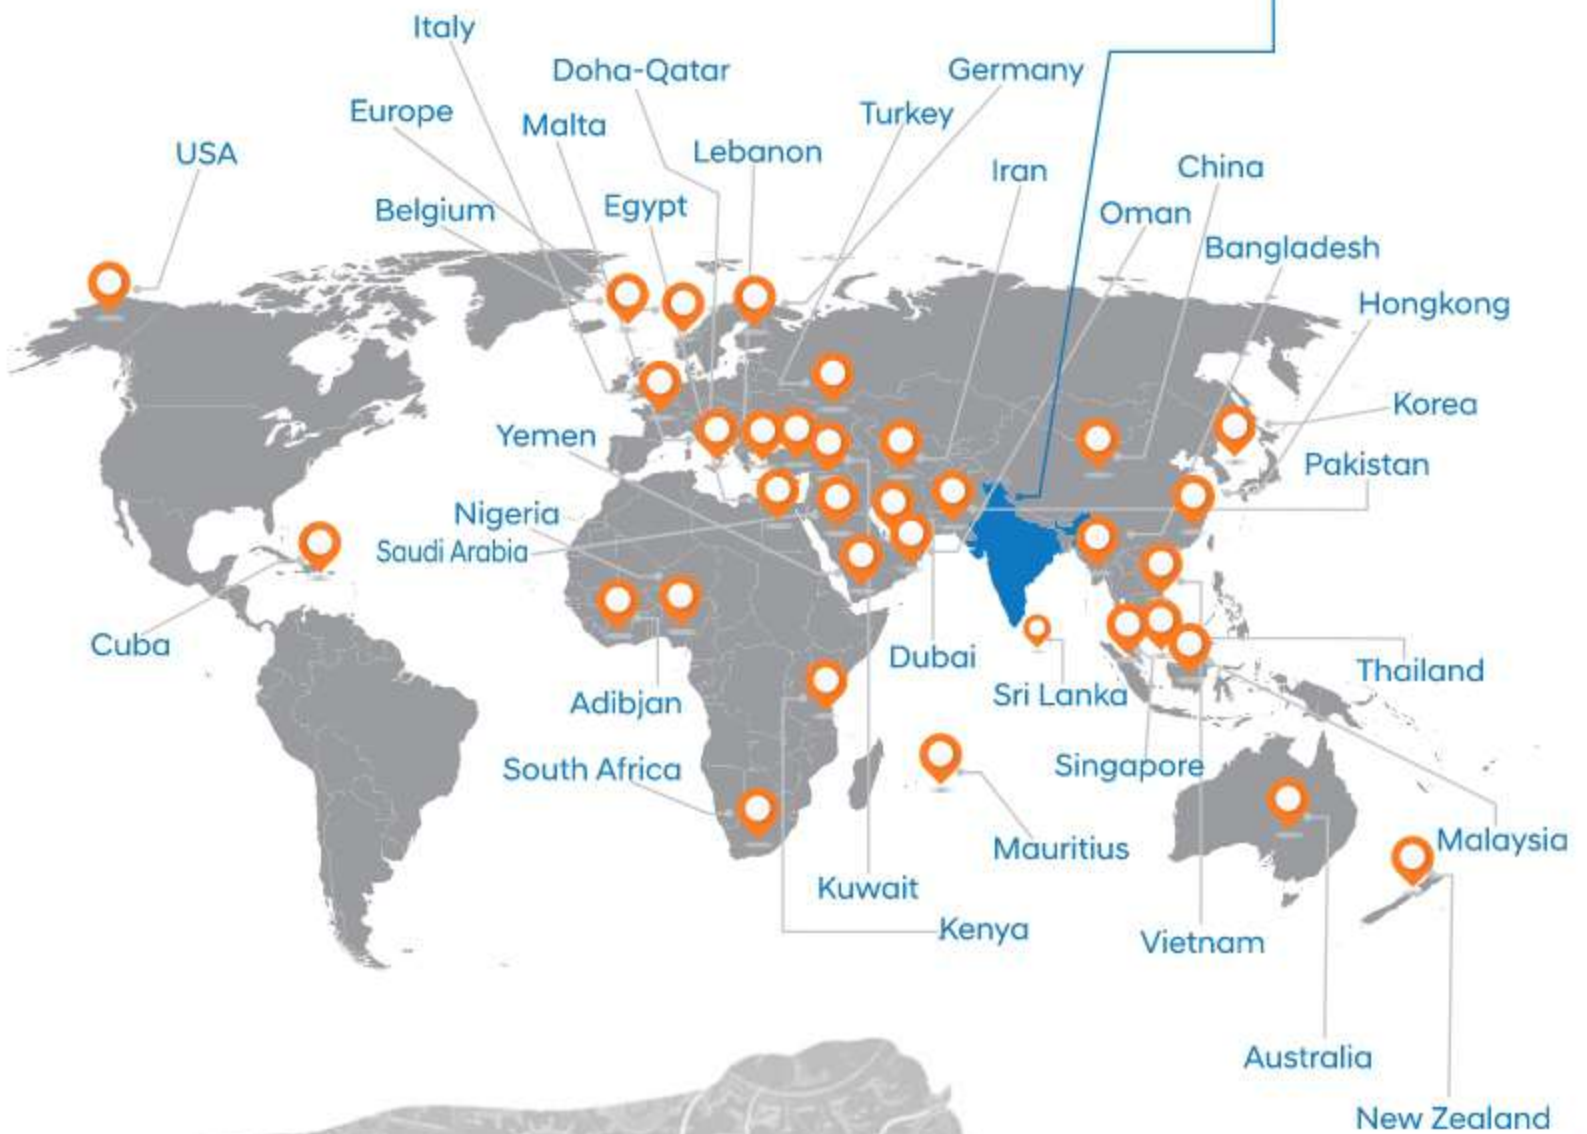 Italy
Doha-Qatar
Germany
Europe
Malta
Turkey
USA
Lebanon
Iran
China
Belgium
Egypt
Oman
Bangladesh
Hongkong
Korea
Yemen
Pakistan
Nigeria
Saudi Arabia
Cuba
Dubai
Thailand
Adibjan
Sri Lanka
South Africa
Singapore
Mauritius
Malaysia
Kuwait
Kenya
Vietnam
Australia
New Zealand